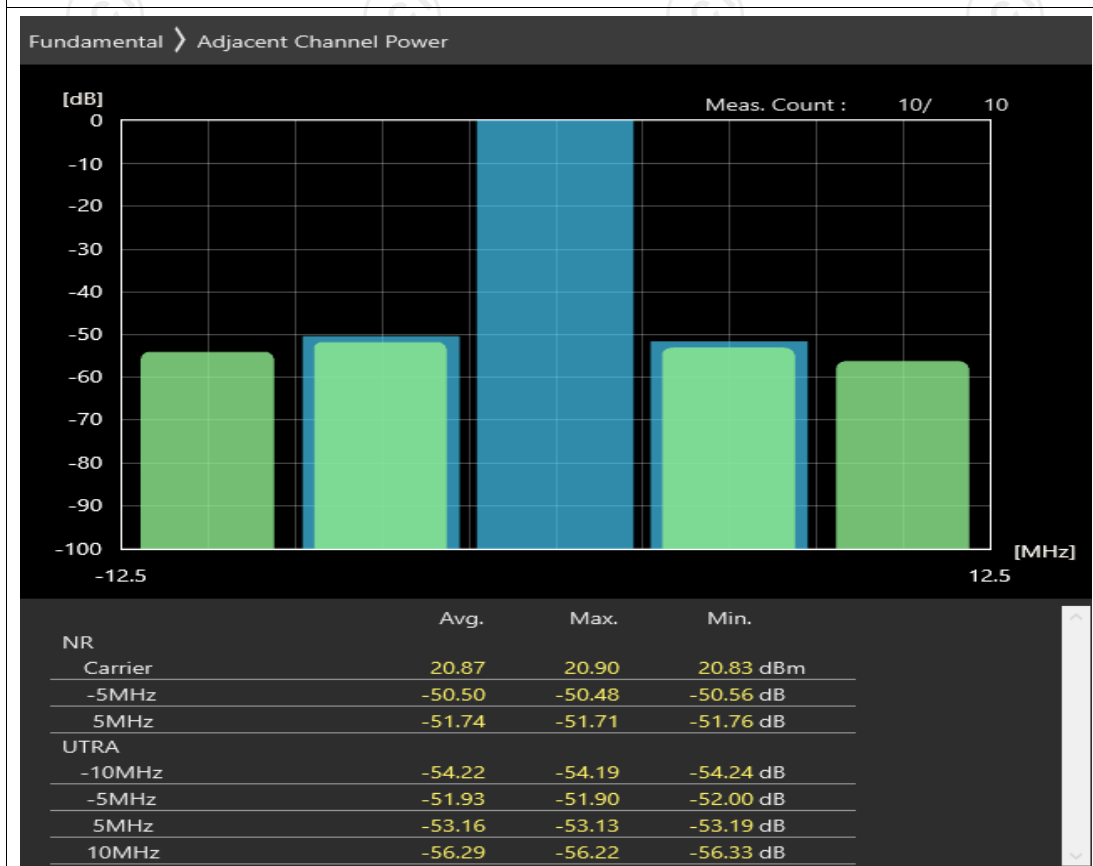 Fundamental 〉 Adjacent Channel Power
[dB] Meas. Count : 10/ 10
0
-10
-20
-30
-40
-50
-60
-70
-80
-90
-100
[MHz]
-12.5 12.5
Avg. Max. Min.
NR
Carrier 20.87 20.90 20.83 dBm
-5MHz -50.50 -50.48 -50.56 dB
5MHz -51.74 -51.71 -51.76 dB
UTRA
-10MHz -54.22 -54.19 -54.24 dB
-5MHz -51.93 -51.90 -52.00 dB
5MHz -53.16 -53.13 -53.19 dB
10MHz -56.29 -56.22 -56.33 dB